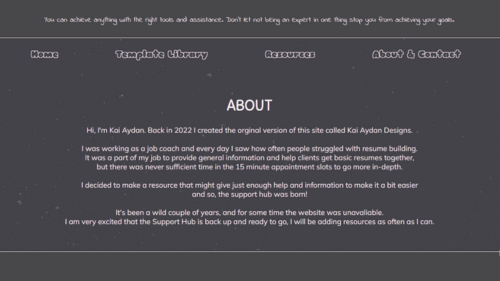 You can achieve anything with the right tools and assistance. Don't let not being an expert in one thing stop you from achieving your goals.
Home
Template Library
Resources
About & Contact
ABOUT
Hi, I'm Kai Aydan. Back in 2022 I created the orginal version of this site called Kai Aydan Designs.
I was working as a job coach and every day I saw how often people struggled with resume building.
It was a part of my job to provide general information and help clients get basic resumes together,
but there was never sufficient time in the 15 minute appointment slots to go more in-depth.
I decided to make a resource that might give just enough help and information to make it a bit easier
and so, the support hub was born!
It's been a wild couple of years, and for some time the website was unavaliable.
I am very excited that the Support Hub is back up and ready to go, I will be adding resources as often as I can.